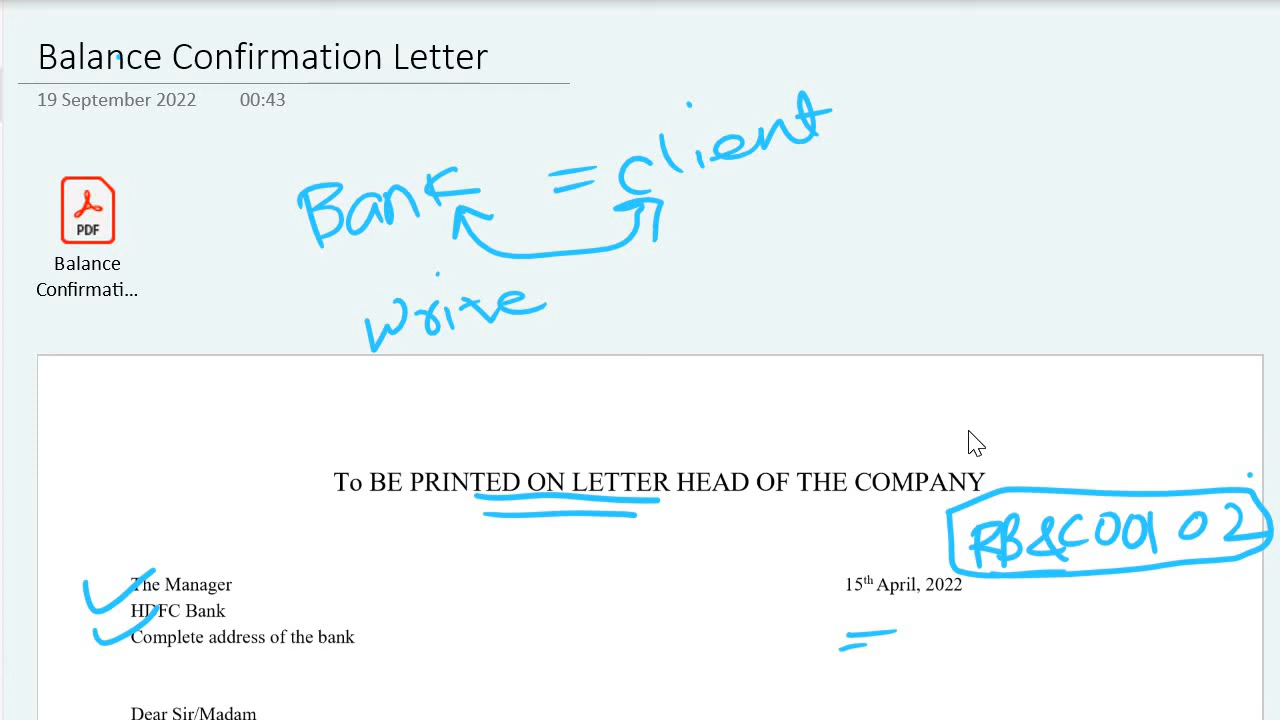 Balance Confirmation Letter
19 September 2022 00:43
Bank = client
PDF
Balance
Confirmati...
write
To BE PRINTED ON LETTER HEAD OF THE COMPANY
RB&C001 02
The Manager 15th April, 2022
HDFC Bank
Complete address of the bank
Dear Sir/Madam